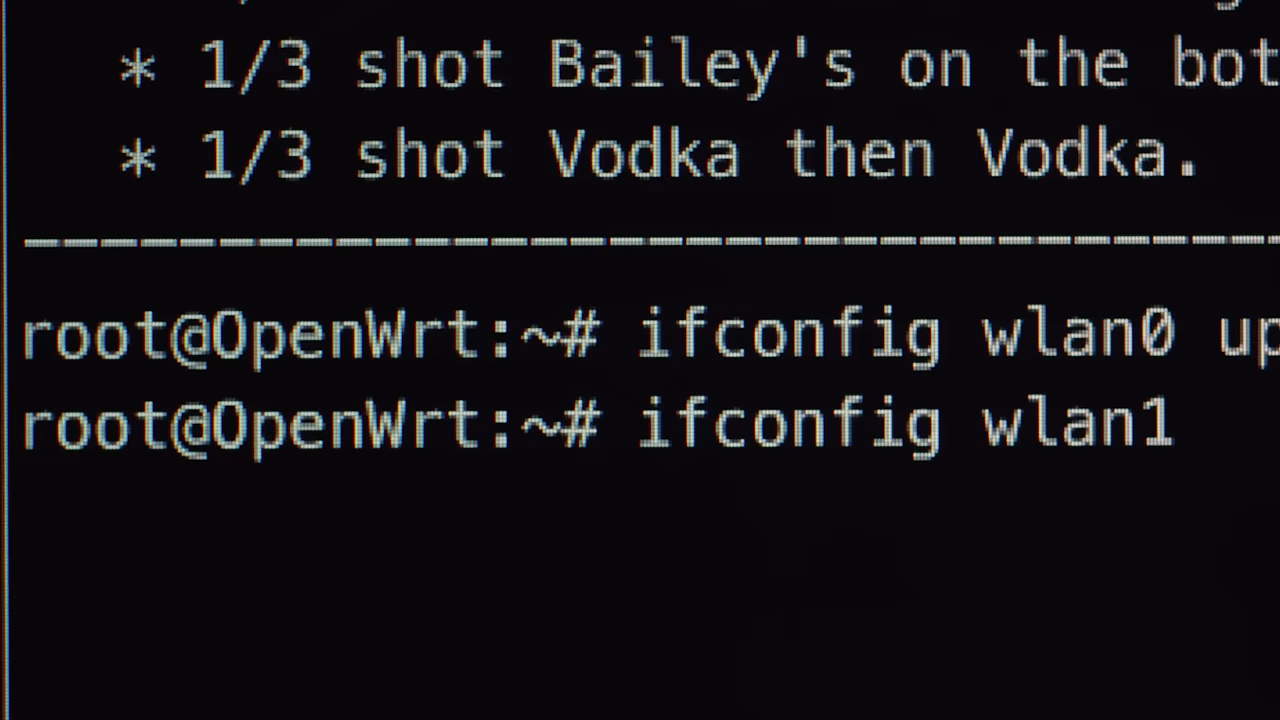 * 1/3 shot Bailey's on the bot
* 1/3 shot Vodka then Vodka.
-----------------------------------
root@OpenWrt:~# ifconfig wlan0 up
root@OpenWrt:~# ifconfig wlan1